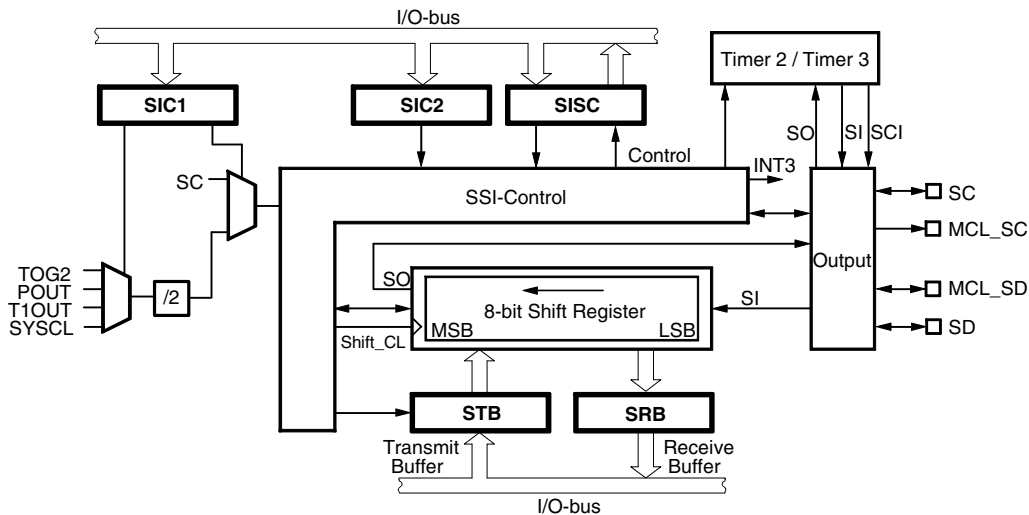 I/O-bus
Timer 2 / Timer 3
SIC1
SIC2
SISC
SO
SI
SCI
Control
INT3
SC
SSI-Control
SC
MCL_SC
Output
TOG2
POUT
T1OUT
SYSCL
/2
SO
8-bit Shift Register
MSB
LSB
SI
MCL_SD
SD
Shift_CL
STB
SRB
Transmit
Buffer
Receive
Buffer
I/O-bus